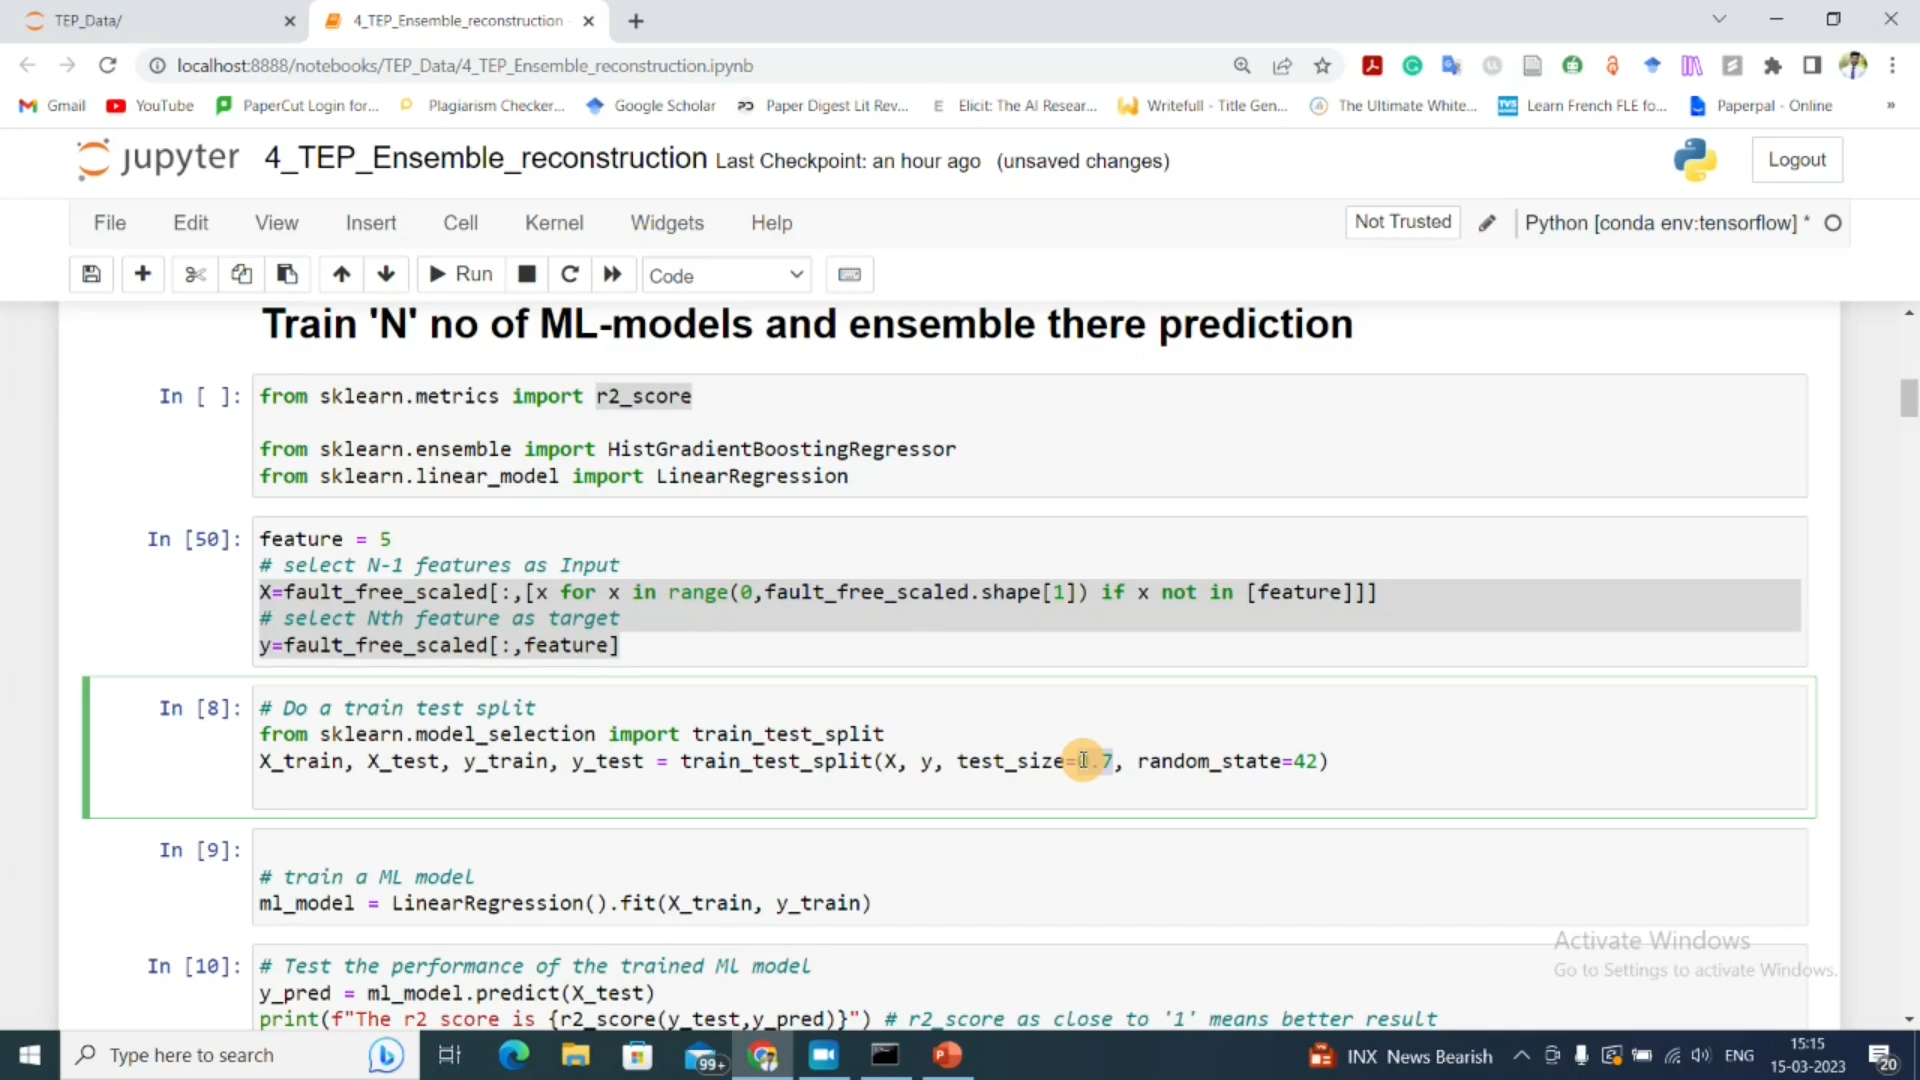 TEP_Data/
4_TEP_Ensemble_reconstruction
localhost:8888/notebooks/TEP_Data/4_TEP_Ensemble_reconstruction.ipynb
Gmail YouTube PaperCut Login for... Plagiarism Checker... Google Scholar Paper Digest Lit Rev... E Elicit: The AI Resear... Writefull - Title Gen... The Ultimate White... Learn French FLE fo... Paperpal - Online »
jupyter 4_TEP_Ensemble_reconstruction Last Checkpoint: an hour ago (unsaved changes) Logout
File Edit View Insert Cell Kernel Widgets Help Not Trusted Python [conda env:tensorflow] *
Run Code
Train 'N' no of ML-models and ensemble there prediction
In [ ]: from sklearn.metrics import r2_score
from sklearn.ensemble import HistGradientBoostingRegressor
from sklearn.linear_model import LinearRegression
In [50]: feature = 5
# select N-1 features as Input
X=fault_free_scaled[:,[x for x in range(0,fault_free_scaled.shape[1]) if x not in [feature]]]
# select Nth feature as target
y=fault_free_scaled[:,feature]
In [8]: # Do a train test split
from sklearn.model_selection import train_test_split
X_train, X_test, y_train, y_test = train_test_split(X, y, test_size=0.7, random_state=42)
In [9]:
# train a ML model
ml_model = LinearRegression().fit(X_train, y_train)
In [10]: # Test the performance of the trained Ml model
y_pred = ml_model.predict(X_test)
print(f"The r2 score is {r2_score(y_test,y_pred)}") # r2_score as close to '1' means better result
Activate Windows
Go to Settings to activate Windows.
Type here to search 99+ INX News Bearish ENG 15:15
15-03-2023 20